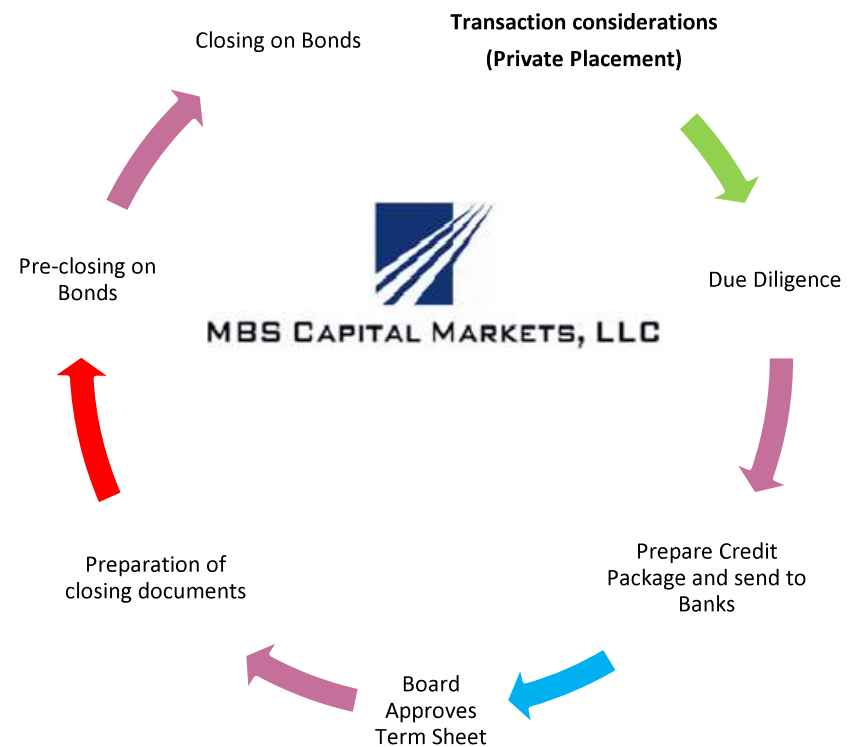 Transaction considerations
(Private Placement)
Due Diligence
Prepare Credit
Package and send to
Banks
Board
Approves
Term Sheet
Preparation of
closing documents
Pre-closing on
Bonds
Closing on Bonds
MBS CAPITAL MARKETS, LLC